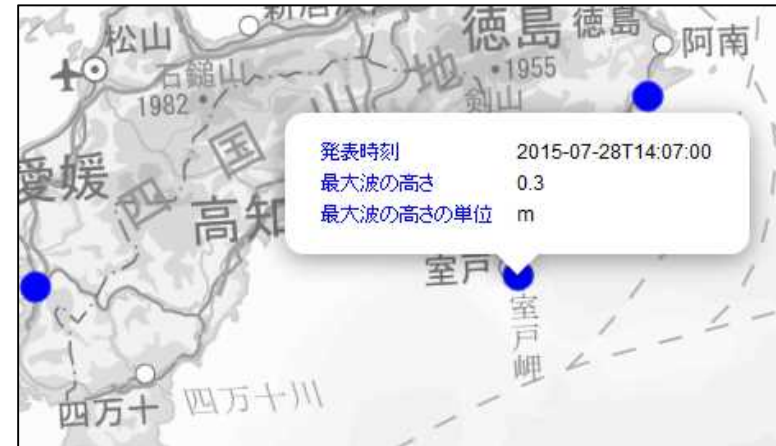 徳島
徳島
松山
阿南
石鎚山
1955
剣山
1982
山地
四国
愛媛
高知
発表時刻 2015-07-28T14:07:00
最大波の高さ 0.3
最大波の高さの単位 m
室戸
室戸岬
四万十
四万十川